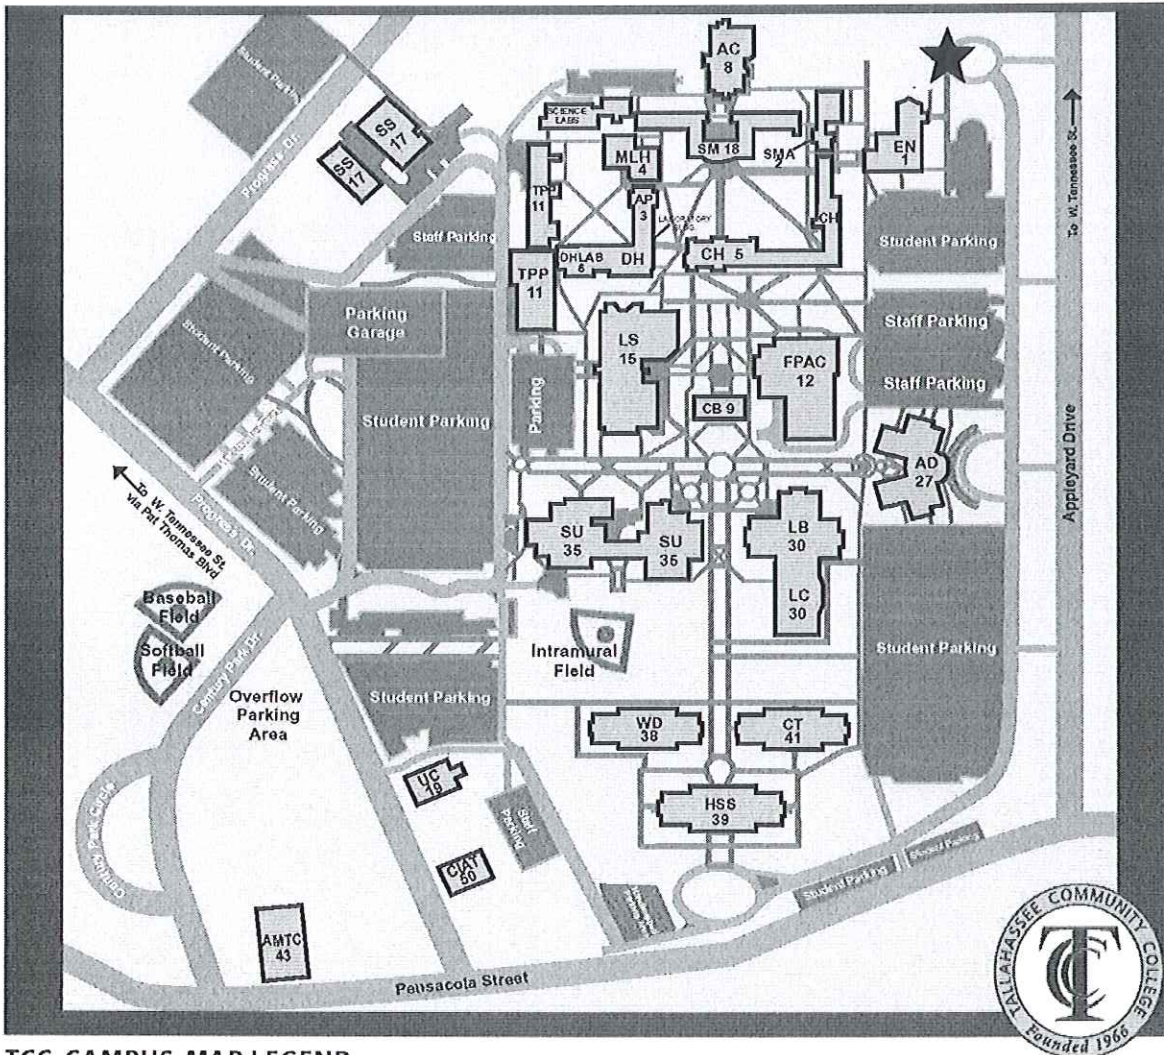 Student Parking
AC
8
Progress Dr.
SS
17
SS
17
SCIENCE
LABS
SM 18
SMA
2
EN
1
MLH
4
TPP
11
AP
3
LABORATORY
CH
Staff Parking
DHLAB
6
DH
CH 5
Student Parking
TPP
11
To W. Tennessee St.
Parking
Garage
Student Parking
LS
15
FPAC
12
Staff Parking
Staff Parking
Parking
CB 9
Student Parking
Appleyard Drive
AD
27
To W. Tennessee St.
via Pat Thomas Blvd
Progress Dr.
Student Parking
SU
35
SU
35
LB
30
LC
30
Baseball
Field
Softball
Field
Century Park Dr.
Overflow
Parking
Area
Student Parking
Intramural
Field
Student Parking
WD
38
CT
41
UC
19
HSS
39
Staff
Parking
Century Park Circle
CIAT
50
Student Parking
Student Parking
AMTC
43
Pensacola Street
TALLAHASSEE COMMUNITY COLLEGE
TCC
Founded 1966
TCC CAMPUS MAP LEGEND